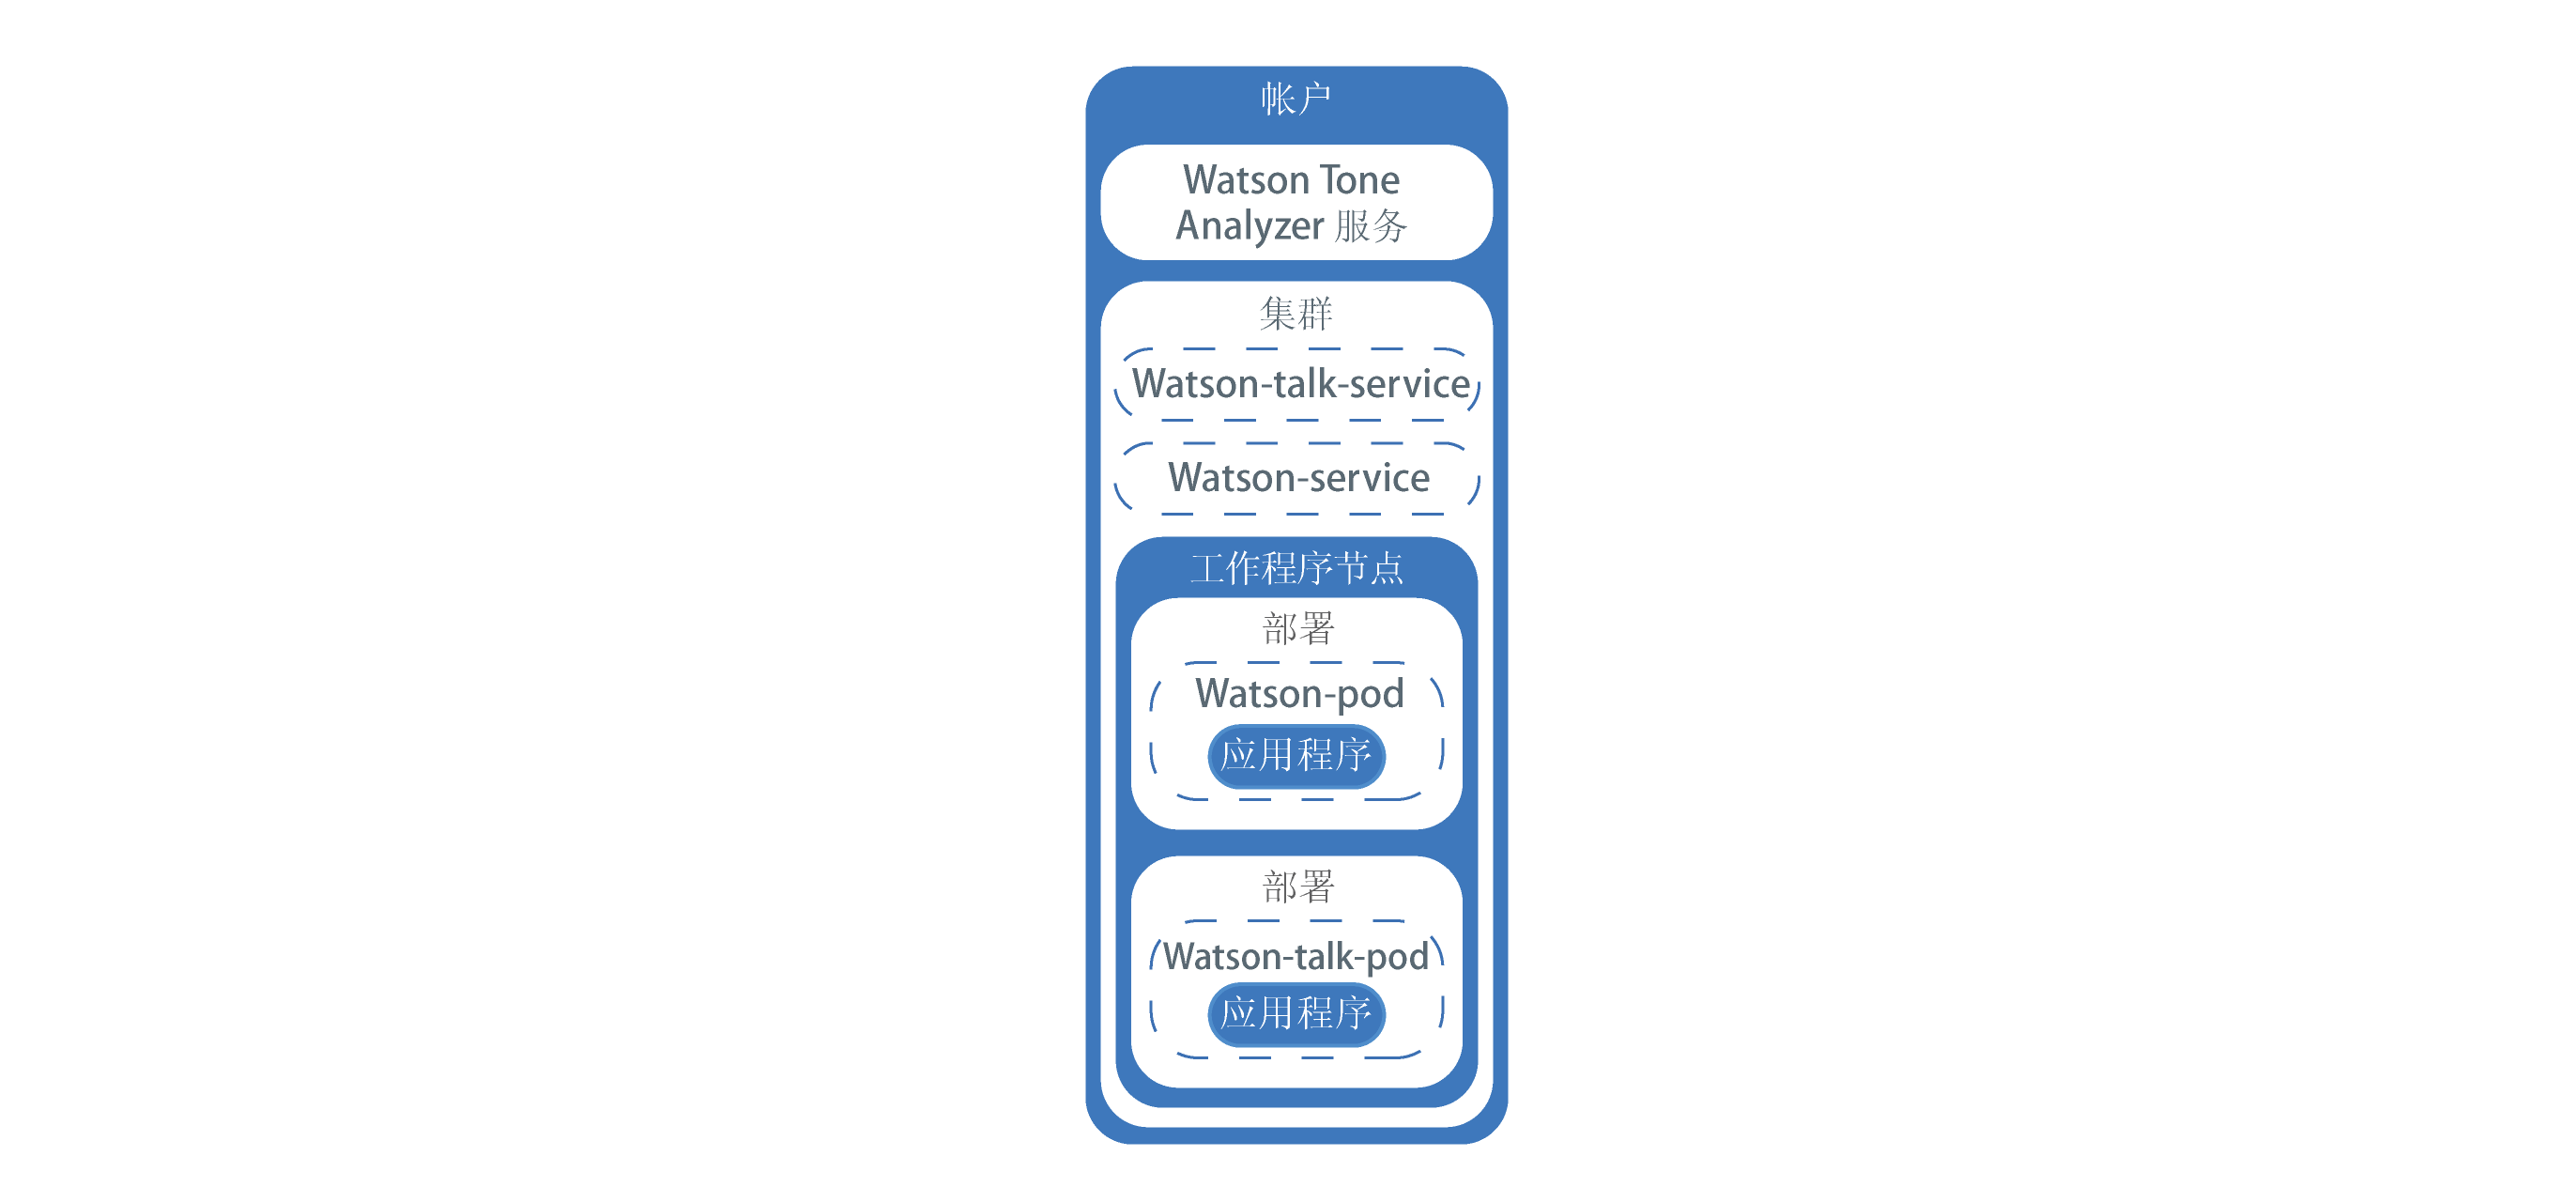 帐户
Watson Tone
Analyzer 服务
集群
Watson-talk-service
Watson-service
工作程序节点
部署
Watson-pod
应用程序
部署
Watson-talk-pod
应用程序